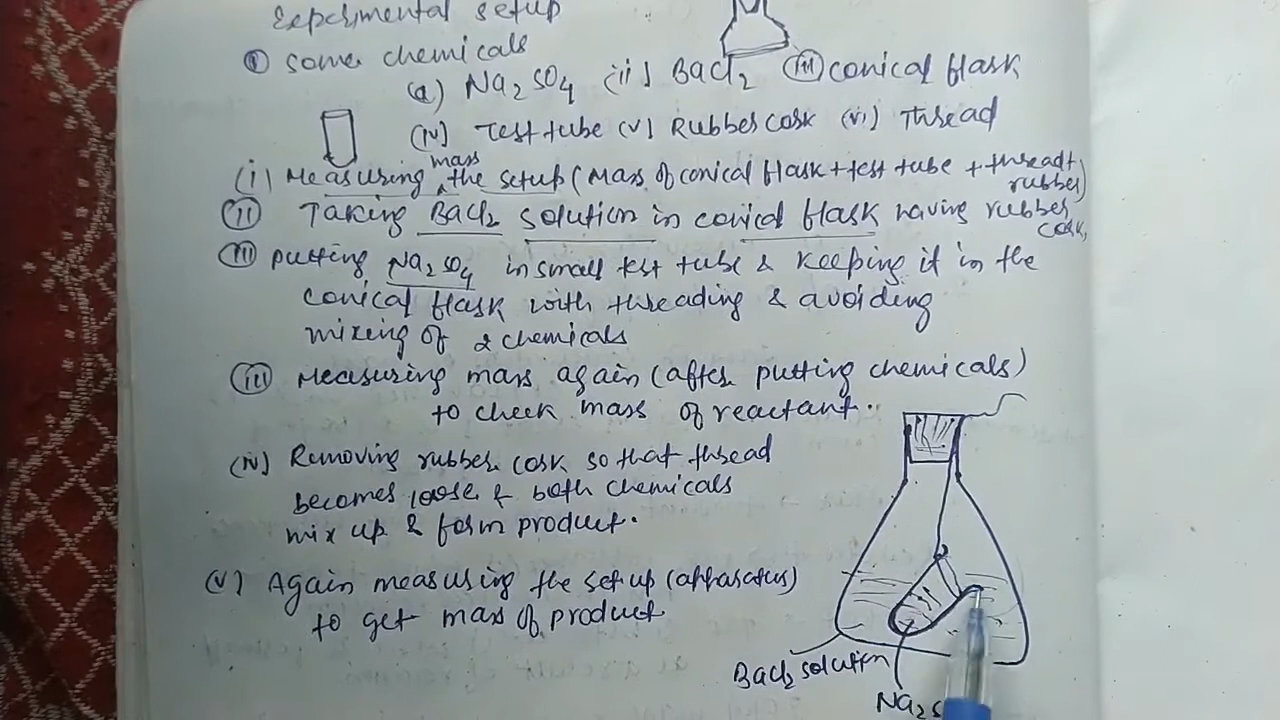 Experimental setup
① some chemicals
(a) Na2SO4 (ii) BaCl2 (iii) conical flask
(iv) Test tube (v) Rubber cork (vi) Thread
(i) Measuring mass the setup (Mass of conical flask + test tube + thread + rubber)
(ii) Taking BaCl2 solution in conical flask having rubber cork,
(iii) putting Na2SO4 in small test tube & keeping it in the
conical flask with threading & avoiding
mixing of 2 chemicals
(iii) Measuring mass again (after putting chemicals)
to check mass of reactant.
(iv) Removing rubber cork so that thread
becomes loose & both chemicals
mix up & form product.
(v) Again measuring the set up (apparatus)
to get mass of product
BaCl2 solution
Na2S